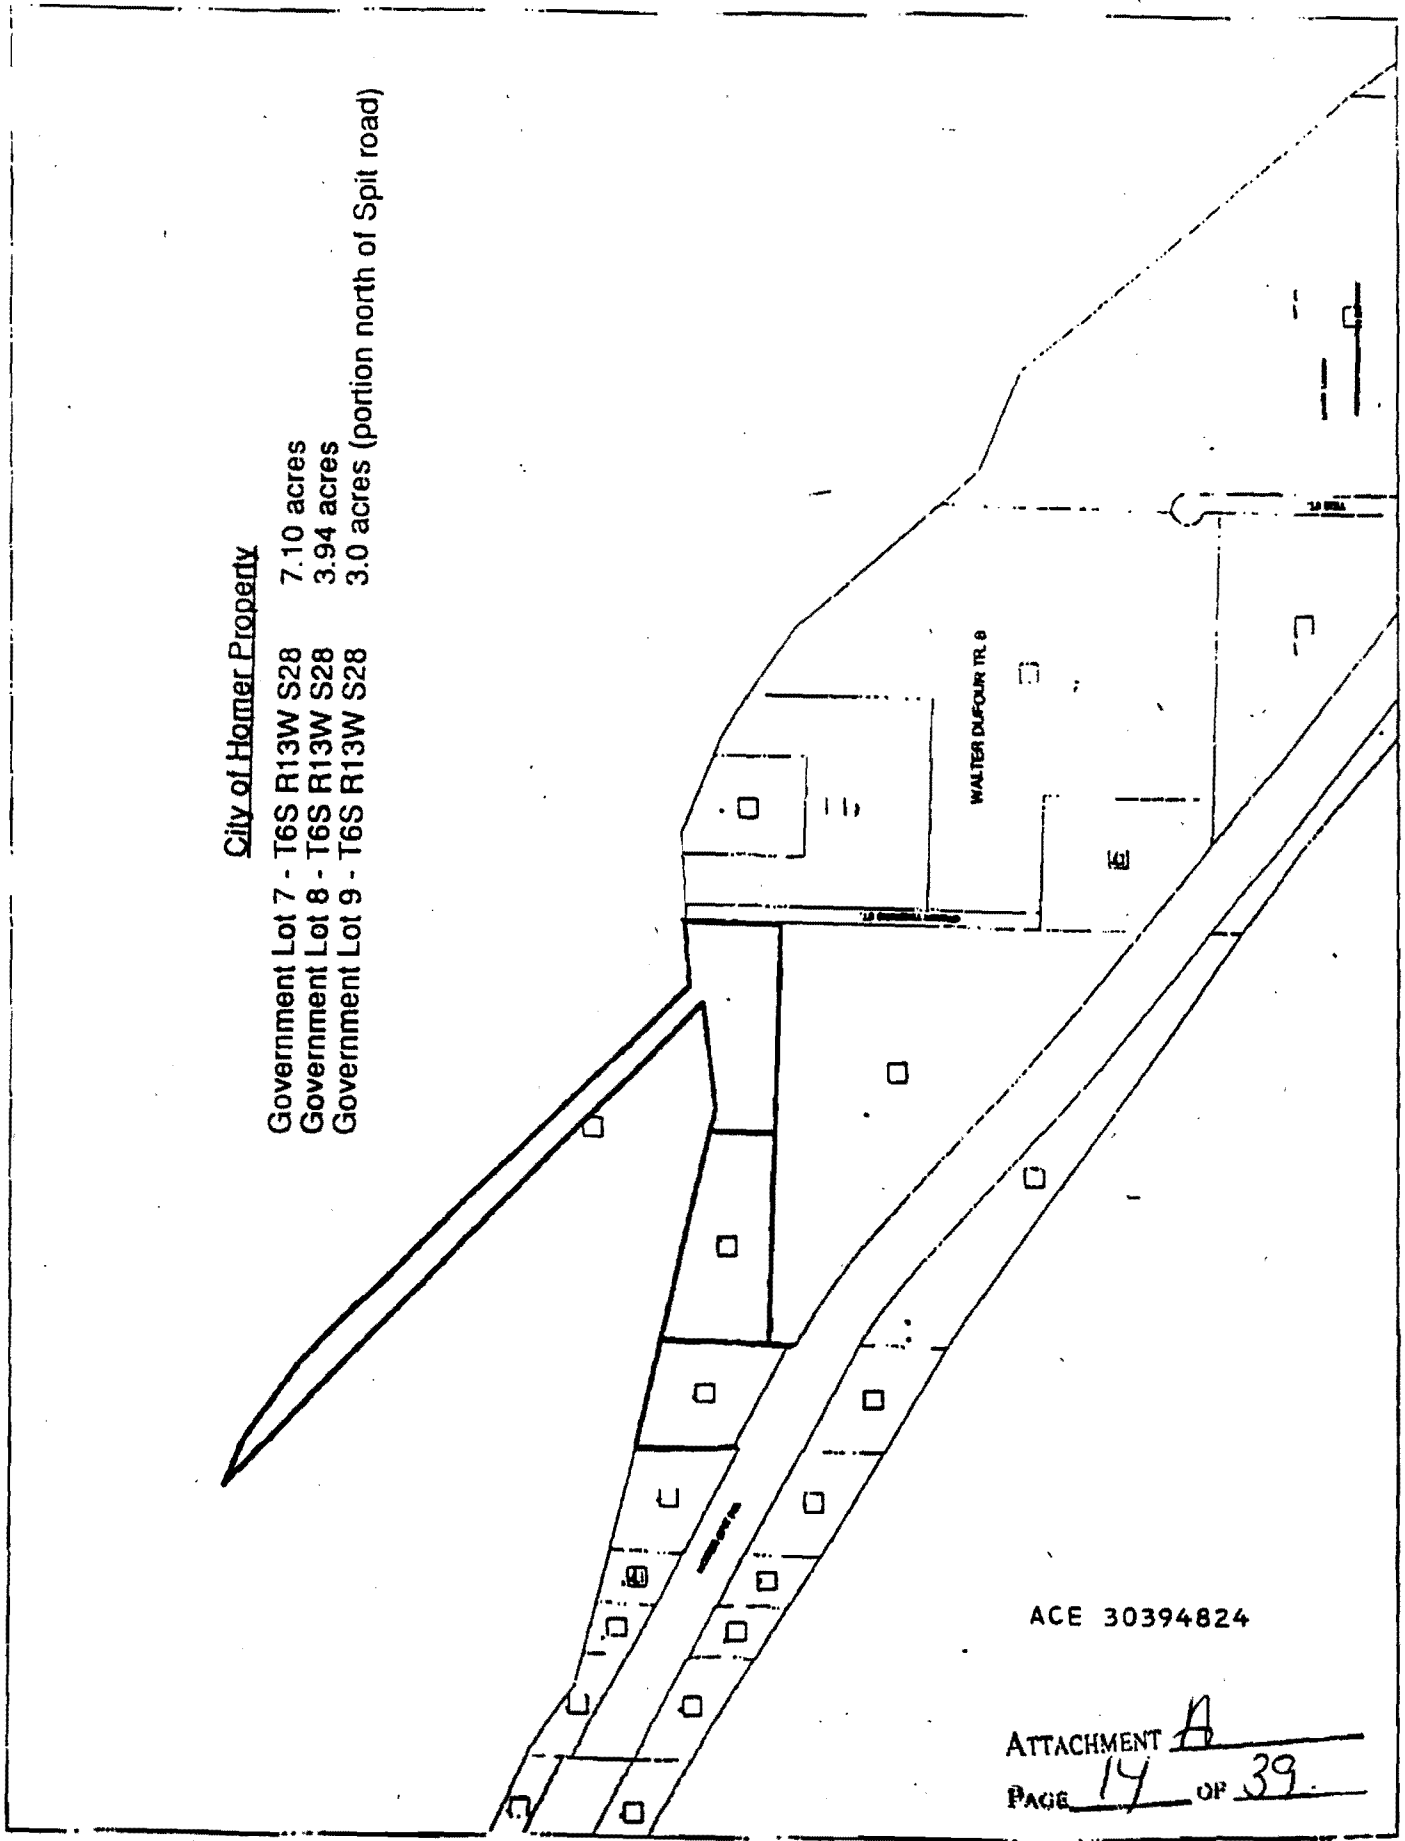 City of Homer Property
Government Lot 7 - T6S R13W S28 7.10 acres
Government Lot 8 - T6S R13W S28 3.94 acres
Government Lot 9 - T6S R13W S28 3.0 acres (portion north of Spit road)
WALTER DUFOUR TR. B
ACE 30394824
ATTACHMENT A
PAGE 14 OF 39